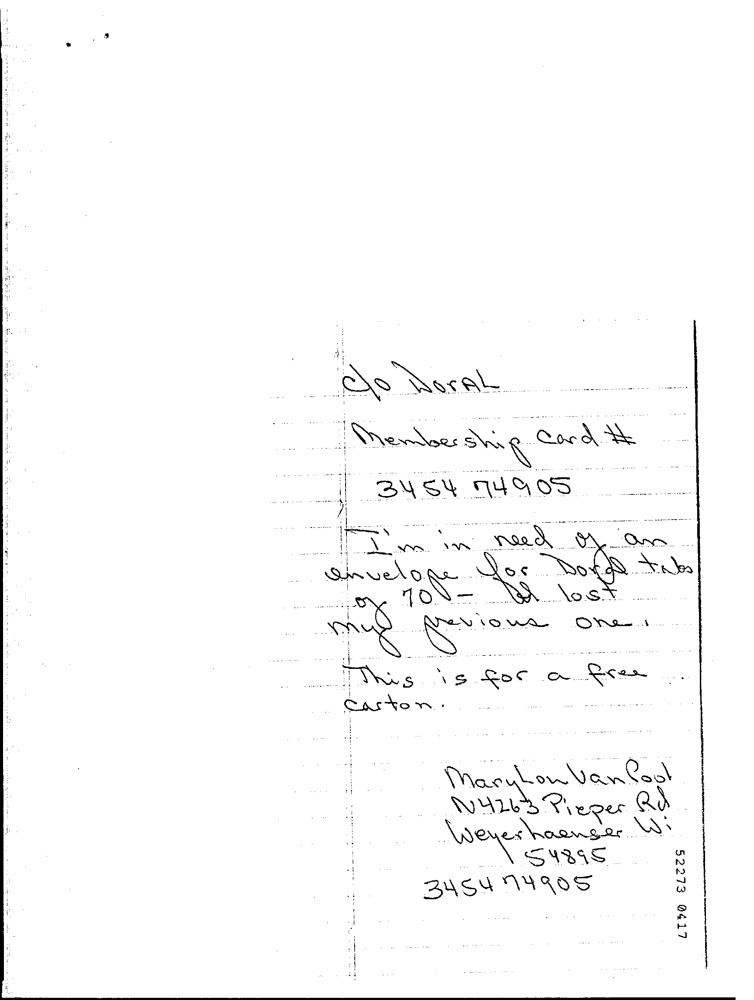 c/o DorAL
Membership Card #
3454 74905
I'm in need of an
envelope for Doral tabs
of 70 - I lost
my previous one.
This is for a free
carton.
MaryLou VanPool
N4263 Pieper Rd
Weyerhaeuser Wi
54895
3454 74905
52273 0417